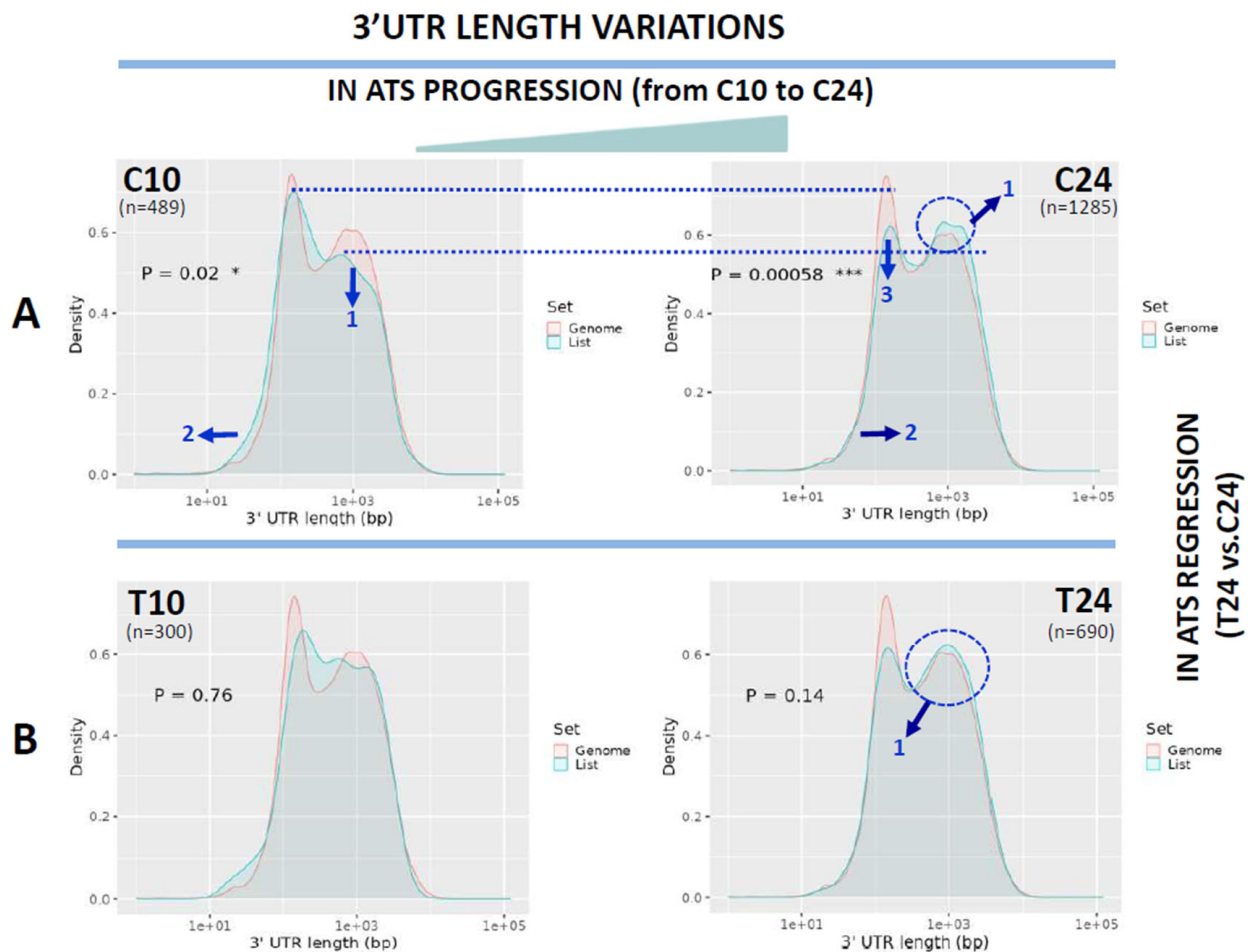 3'UTR LENGTH VARIATIONS
IN ATS PROGRESSION (from C10 to C24)
A
C10
(n=489)
P = 0.02 *
1
2
Density
0.6
0.4
0.2
0.0
1e+01
1e+03
1e+05
3' UTR length (bp)
Set
Genome
List
C24
(n=1285)
P = 0.00058 ***
1
2
3
Density
0.6
0.4
0.2
0.0
1e+01
1e+03
1e+05
3' UTR length (bp)
Set
Genome
List
IN ATS REGRESSION
(T24 vs.C24)
B
T10
(n=300)
P = 0.76
Density
0.6
0.4
0.2
0.0
1e+01
1e+03
1e+05
3' UTR length (bp)
Set
Genome
List
T24
(n=690)
P = 0.14
1
Density
0.6
0.4
0.2
0.0
1e+01
1e+03
1e+05
3' UTR length (bp)
Set
Genome
List